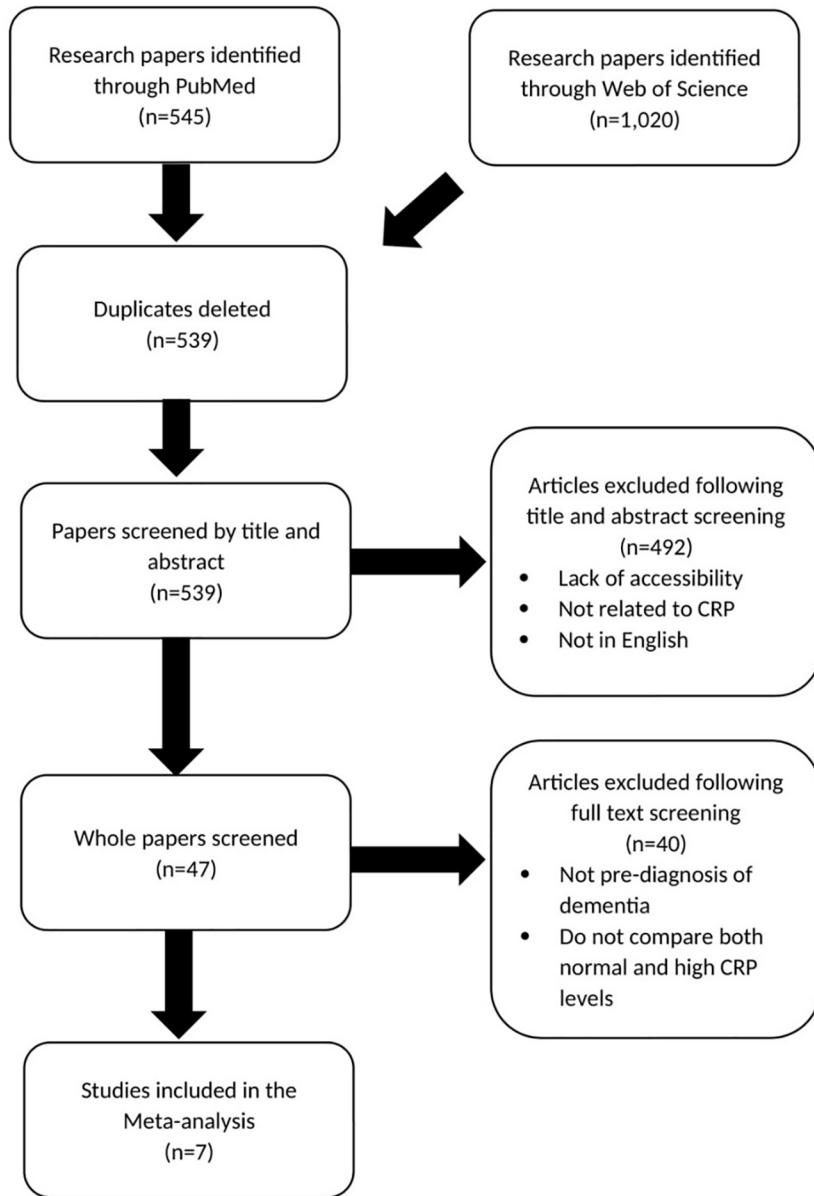 Research papers identified
through PubMed
(n=545)
Research papers identified
through Web of Science
(n=1,020)
Duplicates deleted
(n=539)
Papers screened by title and
abstract
(n=539)
Articles excluded following
title and abstract screening
(n=492)
• Lack of accessibility
• Not related to CRP
• Not in English
Whole papers screened
(n=47)
Articles excluded following
full text screening
(n=40)
• Not pre-diagnosis of
dementia
• Do not compare both
normal and high CRP
levels
Studies included in the
Meta-analysis
(n=7)